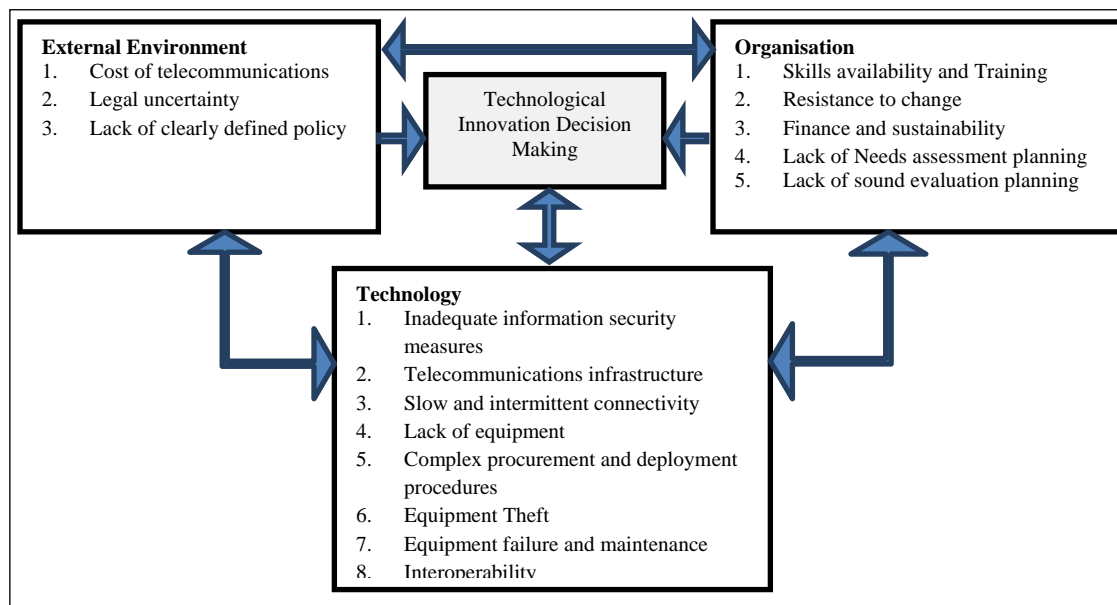 External Environment
1. Cost of telecommunications
2. Legal uncertainty
3. Lack of clearly defined policy
Technological
Innovation Decision
Making
Organisation
1. Skills availability and Training
2. Resistance to change
3. Finance and sustainability
4. Lack of Needs assessment planning
5. Lack of sound evaluation planning
Technology
1. Inadequate information security
measures
2. Telecommunications infrastructure
3. Slow and intermittent connectivity
4. Lack of equipment
5. Complex procurement and deployment
procedures
6. Equipment Theft
7. Equipment failure and maintenance
8. Interoperability